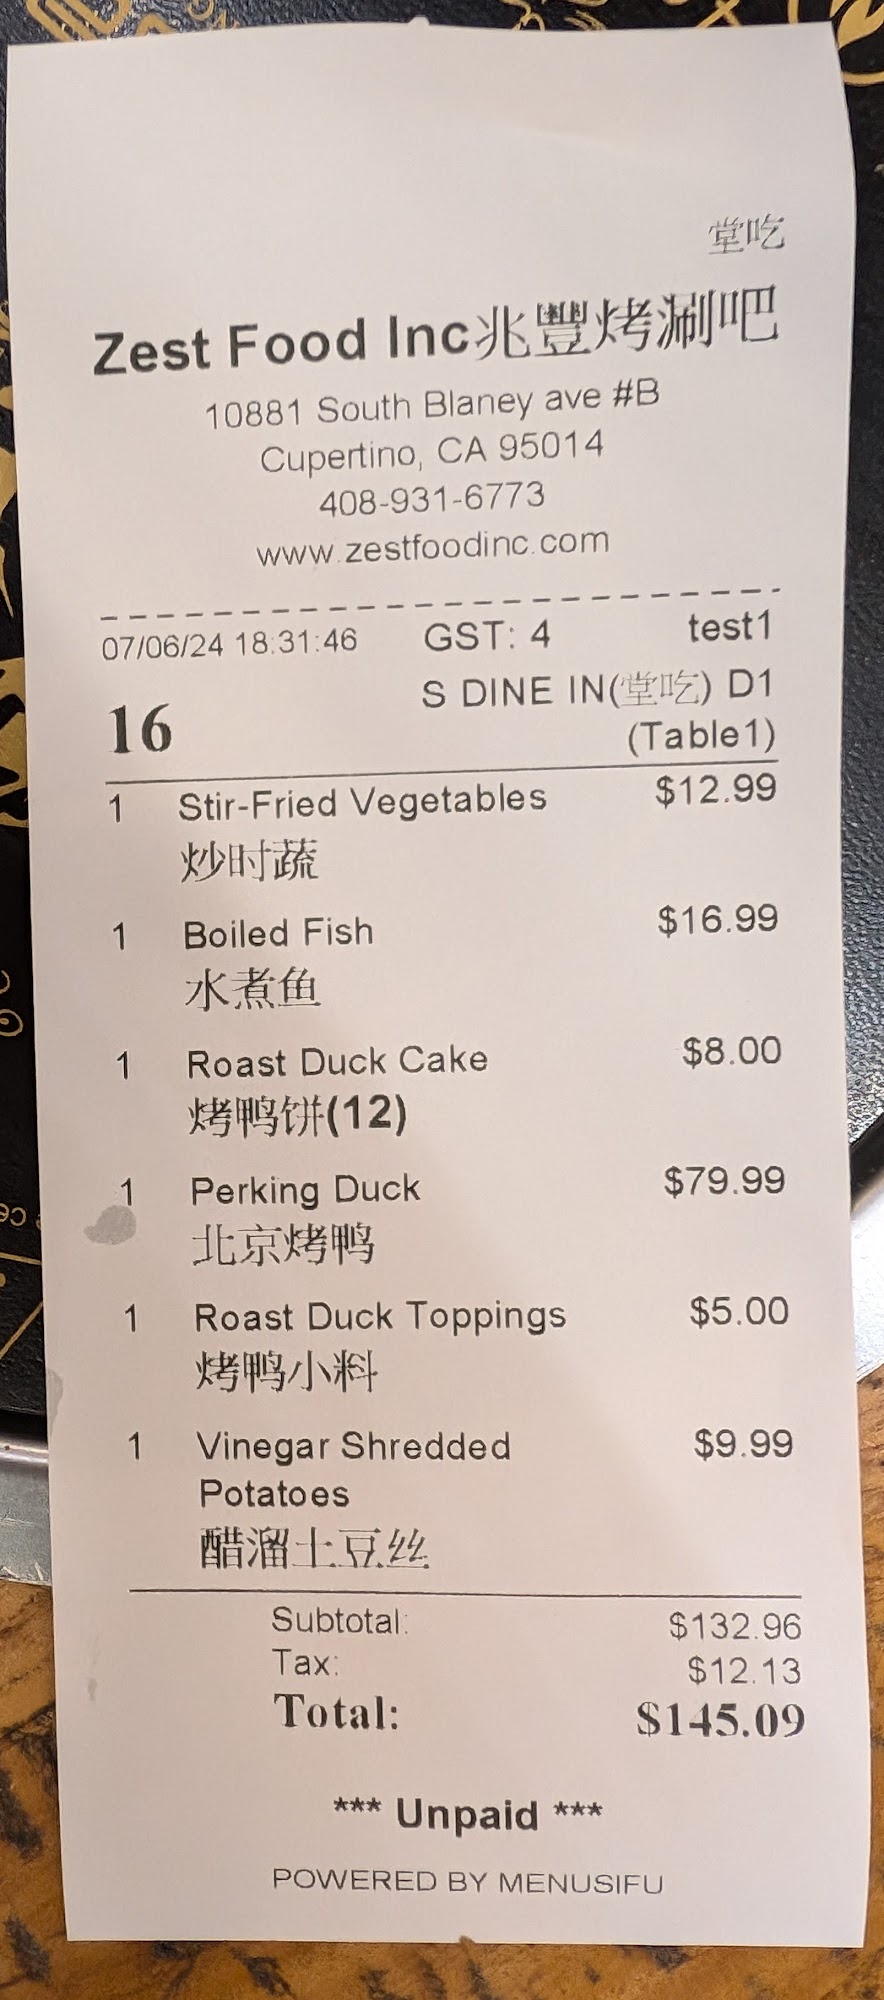 堂吃
Zest Food Inc兆豐烤涮吧
10881 South Blaney ave #B
Cupertino, CA 95014
408-931-6773
www.zestfoodinc.com
07/06/24 18:31:46 GST: 4 test1
16 S DINE IN(堂吃) D1
(Table1)
1 Stir-Fried Vegetables $12.99
炒时蔬
1 Boiled Fish $16.99
水煮鱼
1 Roast Duck Cake $8.00
烤鸭饼(12)
1 Perking Duck $79.99
北京烤鸭
1 Roast Duck Toppings $5.00
烤鸭小料
1 Vinegar Shredded $9.99
Potatoes
醋溜土豆丝
Subtotal: $132.96
Tax: $12.13
Total: $145.09
*** Unpaid ***
POWERED BY MENUSIFU